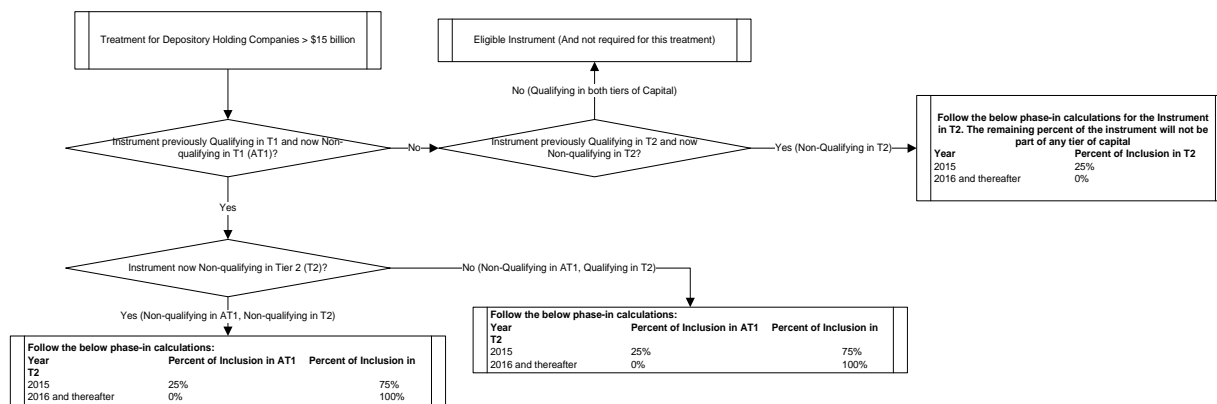 Treatment for Depository Holding Companies > $15 billion
Eligible Instrument (And not required for this treatment)
No (Qualifying in both tiers of Capital)
Instrument previously Qualifying in T1 and now Non-
qualifying in T1 (AT1)?
No
Instrument previously Qualifying in T2 and now
Non-qualifying in T2?
Yes (Non-Qualifying in T2)
Follow the below phase-in calculations for the Instrument
in T2. The remaining percent of the instrument will not be
part of any tier of capital
Year Percent of Inclusion in T2
2015 25%
2016 and thereafter 0%
Yes
Instrument now Non-qualifying in Tier 2 (T2)?
No (Non-Qualifying in AT1, Qualifying in T2)
Yes (Non-qualifying in AT1, Non-qualifying in T2)
Follow the below phase-in calculations:
Year Percent of Inclusion in AT1 Percent of Inclusion in
T2
2015 25% 75%
2016 and thereafter 0% 100%
Follow the below phase-in calculations:
Year Percent of Inclusion in AT1 Percent of Inclusion in
T2
2015 25% 75%
2016 and thereafter 0% 100%